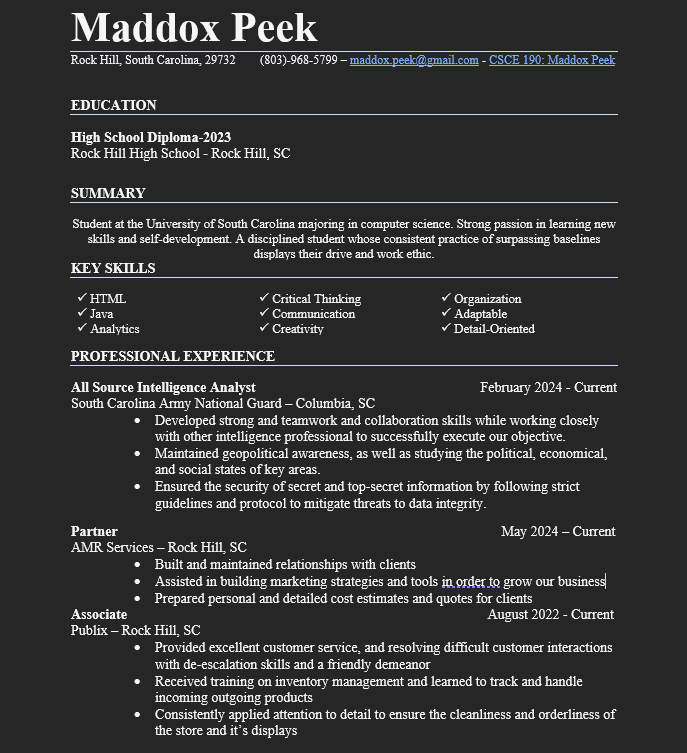 Maddox Peek
Rock Hill, South Carolina, 29732 (803)-968-5799 – maddox.peek@gmail.com - CSCE 190: Maddox Peek
EDUCATION
High School Diploma-2023
Rock Hill High School - Rock Hill, SC
SUMMARY
Student at the University of South Carolina majoring in computer science. Strong passion in learning new
skills and self-development. A disciplined student whose consistent practice of surpassing baselines
displays their drive and work ethic.
KEY SKILLS
✓ HTML ✓ Critical Thinking ✓ Organization
✓ Java ✓ Communication ✓ Adaptable
✓ Analytics ✓ Creativity ✓ Detail-Oriented
PROFESSIONAL EXPERIENCE
All Source Intelligence Analyst February 2024 - Current
South Carolina Army National Guard – Columbia, SC
• Developed strong and teamwork and collaboration skills while working closely
with other intelligence professional to successfully execute our objective.
• Maintained geopolitical awareness, as well as studying the political, economical,
and social states of key areas.
• Ensured the security of secret and top-secret information by following strict
guidelines and protocol to mitigate threats to data integrity.
Partner May 2024 – Current
AMR Services – Rock Hill, SC
• Built and maintained relationships with clients
• Assisted in building marketing strategies and tools in order to grow our business
• Prepared personal and detailed cost estimates and quotes for clients
Associate August 2022 - Current
Publix – Rock Hill, SC
• Provided excellent customer service, and resolving difficult customer interactions
with de-escalation skills and a friendly demeanor
• Received training on inventory management and learned to track and handle
incoming outgoing products
• Consistently applied attention to detail to ensure the cleanliness and orderliness of
the store and it's displays